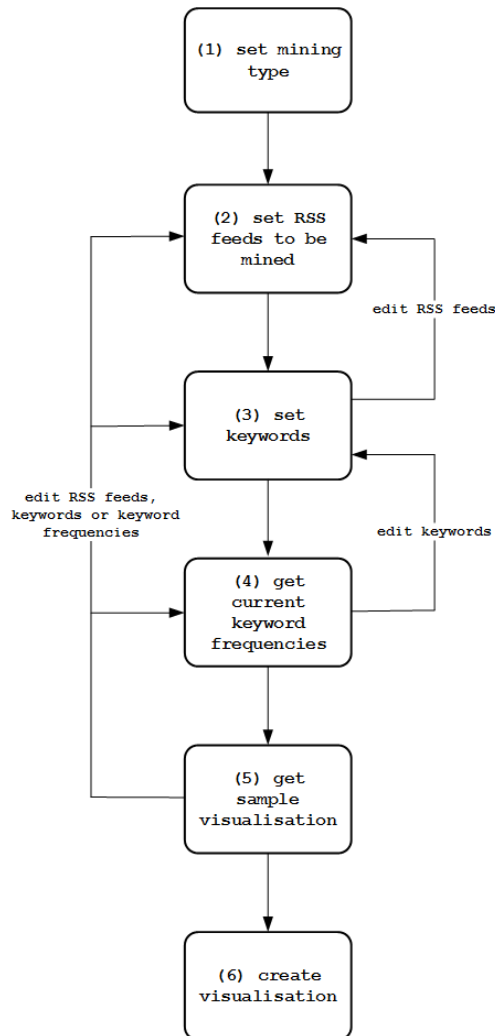 (1) set mining
type
(2) set RSS
feeds to be
mined
edit RSS feeds
(3) set
keywords
edit RSS feeds,
keywords or keyword
frequencies
edit keywords
(4) get
current
keyword
frequencies
(5) get
sample
visualisation
(6) create
visualisation